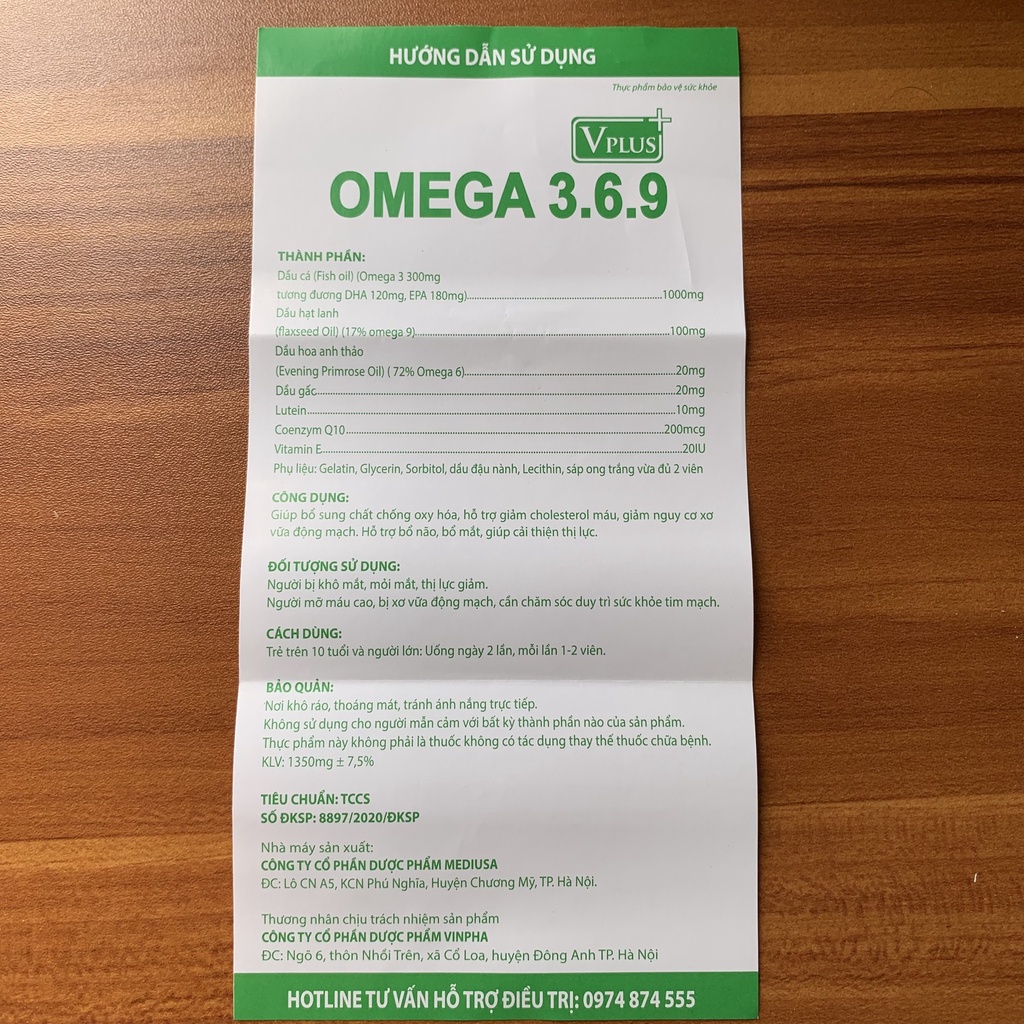 HƯỚNG DẪN SỬ DỤNG
Thực phẩm bảo vệ sức khỏe
VPLUS+
OMEGA 3.6.9
THÀNH PHẦN:
Dầu cá (Fish oil) (Omega 3 300mg
tương đương DHA 120mg, EPA 180mg)........1000mg
Dầu hạt lanh
(flaxseed Oil) (17% omega 9)........100mg
Dầu hoa anh thảo
(Evening Primrose Oil) ( 72% Omega 6)........20mg
Dầu gấc........20mg
Lutein........10mg
Coenzym Q10........200mcg
Vitamin E........20IU
Phụ liệu: Gelatin, Glycerin, Sorbitol, dầu đậu nành, Lecithin, sáp ong trắng vừa đủ 2 viên
CÔNG DỤNG:
Giúp bổ sung chất chống oxy hóa, hỗ trợ giảm cholesterol máu, giảm nguy cơ xơ
vữa động mạch. Hỗ trợ bổ não, bổ mắt, giúp cải thiện thị lực.
ĐỐI TƯỢNG SỬ DỤNG:
Người bị khô mắt, mỏi mắt, thị lực giảm.
Người mỡ máu cao, bị xơ vữa động mạch, cần chăm sóc duy trì sức khỏe tim mạch.
CÁCH DÙNG:
Trẻ trên 10 tuổi và người lớn: Uống ngày 2 lần, mỗi lần 1-2 viên.
BẢO QUẢN:
Nơi khô ráo, thoáng mát, tránh ánh nắng trực tiếp.
Không sử dụng cho người mẫn cảm với bất kỳ thành phần nào của sản phẩm.
Thực phẩm này không phải là thuốc không có tác dụng thay thế thuốc chữa bệnh.
KLV: 1350mg ± 7,5%
TIÊU CHUẨN: TCCS
SỐ ĐKSP: 8897/2020/ĐKSP
Nhà máy sản xuất:
CÔNG TY CỔ PHẦN DƯỢC PHẨM MEDIUSA
ĐC: Lô CN A5, KCN Phú Nghĩa, Huyện Chương Mỹ, TP. Hà Nội.
Thương nhân chịu trách nhiệm sản phẩm
CÔNG TY CỔ PHẦN DƯỢC PHẨM VINPHA
ĐC: Ngõ 6, thôn Nhồi Trên, xã Cổ Loa, huyện Đông Anh TP. Hà Nội
HOTLINE TƯ VẤN HỖ TRỢ ĐIỀU TRỊ: 0974 874 555